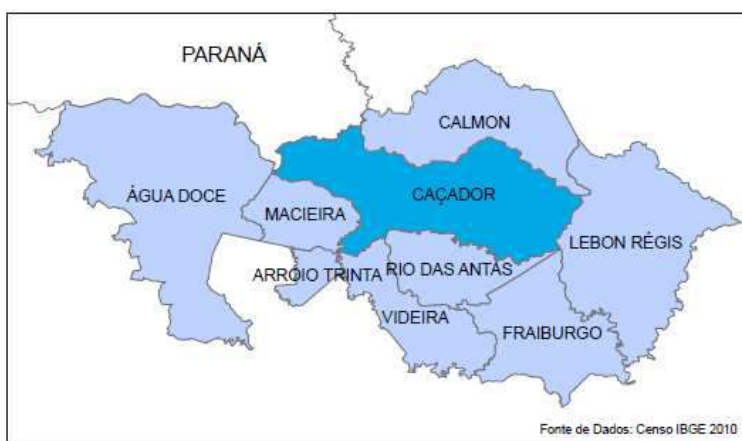 PARANÁ
CALMON
ÁGUA DOCE
CAÇADOR
MACIEIRA
LEBON RÉGIS
ARRÓIO TRINTA
RIO DAS ANTAS
VIDEIRA
FRAIBURGO
Fonte de Dados: Censo IBGE 2010